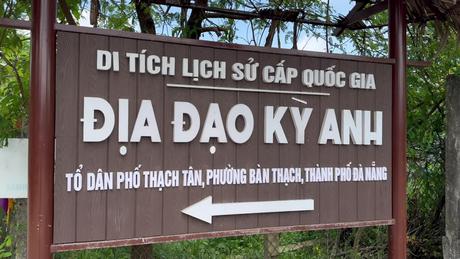 DI TÍCH LỊCH SỬ CẤP QUỐC GIA
ĐỊA ĐẠO KỲ ANH
TỔ DÂN PHỐ THẠCH TÂN, PHƯỜNG BÀN THẠCH, THÀNH PHỐ ĐÀ NẴNG